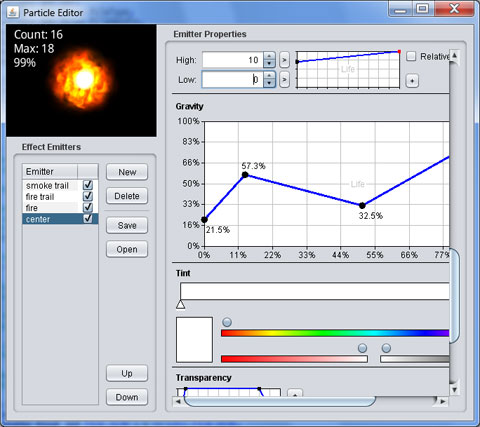 Particle Editor
Count: 16
Max: 18
99%
Effect Emitters
Emitter
smoke trail
fire trail
fire
center
New
Delete
Save
Open
Up
Down
Emitter Properties
High: 10 >
Low: 0 >
Life
Relative
+
Gravity
100%
83%
66%
50%
33%
16%
0%
57.3%
Life
32.5%
21.5%
0% 11% 22% 33% 44% 55% 66% 77%
Tint
Transparency